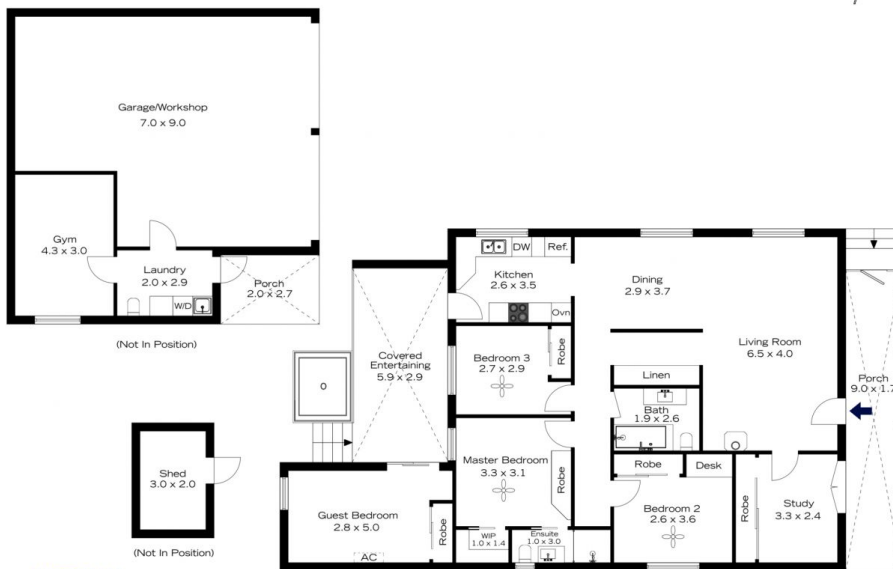 Garage/Workshop
7.0 x 9.0
Gym
4.3 x 3.0
Laundry
2.0 x 2.9
W/D
Porch
2.0 x 2.7
(Not In Position)
Shed
3.0 x 2.0
(Not In Position)
Covered
Entertaining
5.9 x 2.9
Kitchen
2.6 x 3.5
DW
Ref.
Ovn
Dining
2.9 x 3.7
Living Room
6.5 x 4.0
Porch
9.0 x 1.7
Bedroom 3
2.7 x 2.9
Robe
Linen
Bath
1.9 x 2.6
Master Bedroom
3.3 x 3.1
Robe
Guest Bedroom
2.8 x 5.0
Robe
AC
WIP
1.0 x 1.4
Ensuite
1.0 x 3.0
Robe
Desk
Bedroom 2
2.6 x 3.6
Robe
Study
3.3 x 2.4